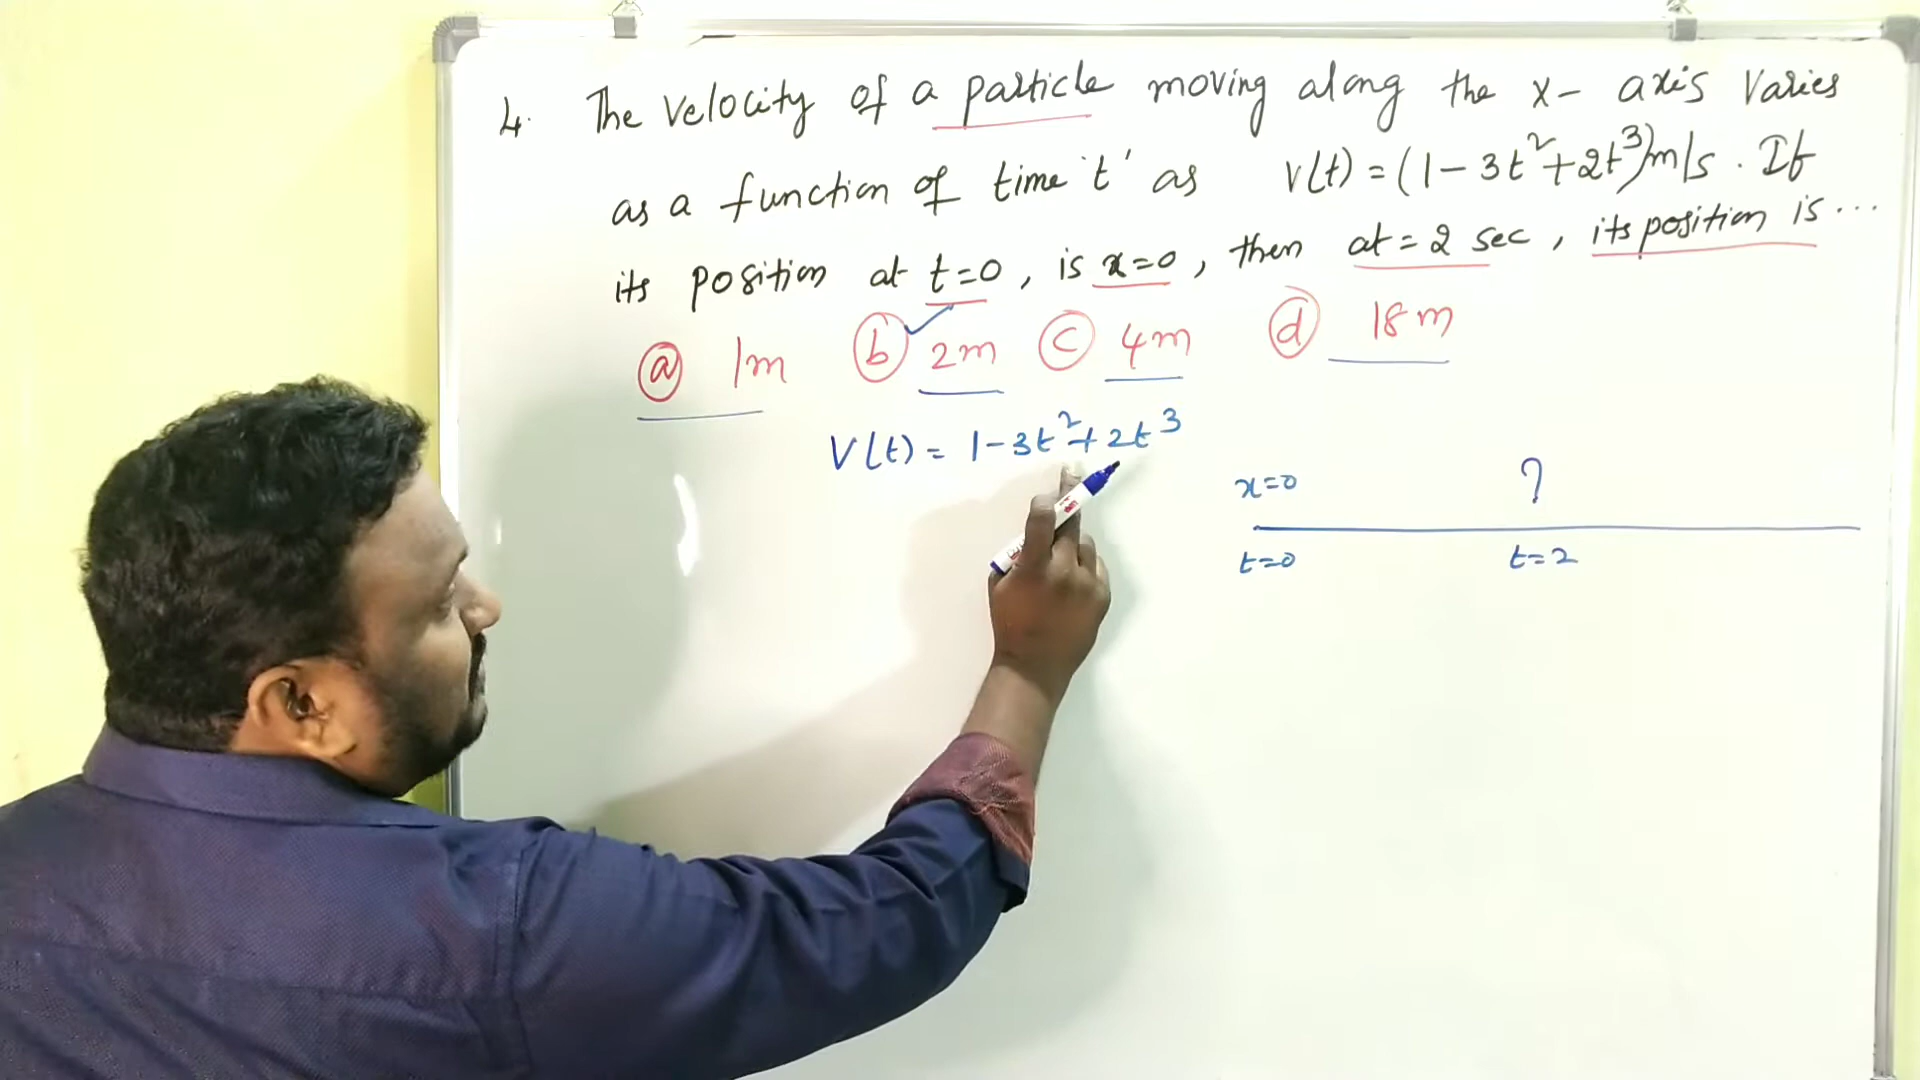 4. The velocity of a particle moving along the x- axis varies
as a function of time 't' as v(t) = (1-3t²+2t³)m/s. If
its position at t=0, is x=0, then at = 2 sec, its position is ...
ⓐ 1m ⓑ 2m ⓒ 4m ⓓ 18m
V(t) = 1-3t²+2t³
x=0 ?
t=0 t=2